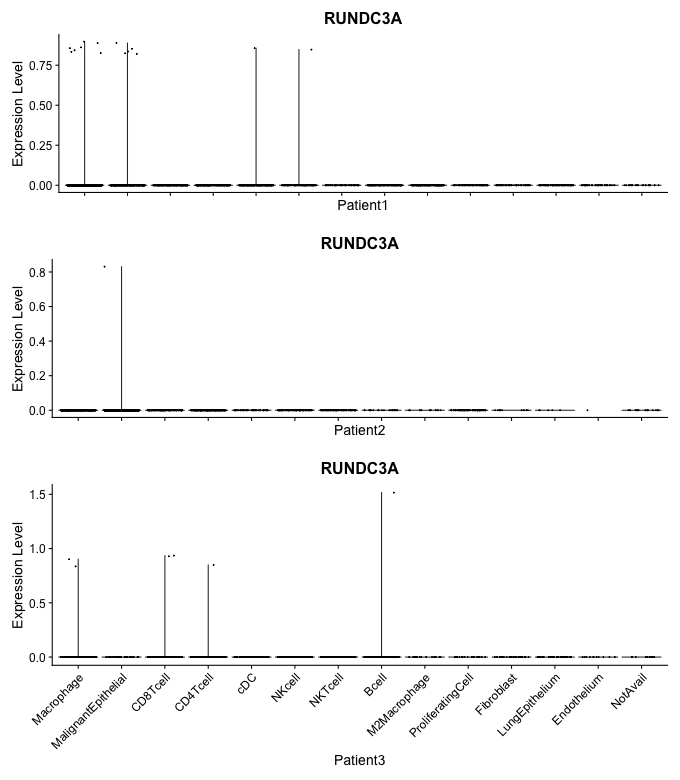 RUNDC3A
Expression Level
0.75
0.50
0.25
0.00
Patient1
RUNDC3A
Expression Level
0.8
0.6
0.4
0.2
0.0
Patient2
RUNDC3A
Expression Level
1.5
1.0
0.5
0.0
Macrophage
MalignantEpithelial
CD8Tcell
CD4Tcell
cDC
NKcell
NKTcell
Bcell
M2Macrophage
ProliferatingCell
Fibroblast
LungEpithelium
Endothelium
NotAvail
Patient3